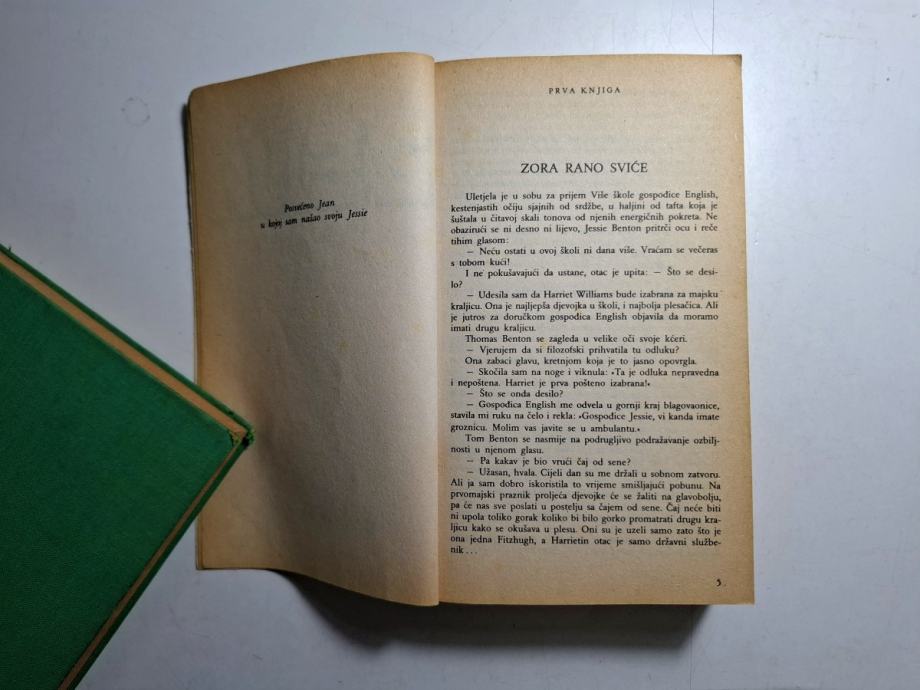 Posvećeno Jean
u kojoj sam našao svoju Jessie
PRVA KNJIGA
ZORA RANO SVIĆE
Uletjela je u sobu za prijem Više škole gospođice English,
kestenjastih očiju sjajnih od srdžbe, u haljini od tafta koja je
šuštala u čitavoj skali tonova od njenih energičnih pokreta. Ne
obazirući se ni desno ni lijevo, Jessie Benton pritrči ocu i reče
tihim glasom:
— Neću ostati u ovoj školi ni dana više. Vraćam se večeras
s tobom kući!
I ne pokušavajući da ustane, otac je upita: — Što se desi-
lo?
— Udesila sam da Harriet Williams bude izabrana za majsku
kraljicu. Ona je najljepša djevojka u školi, i najbolja plesačica. Ali
je jutros za doručkom gospođica English objavila da moramo
imati drugu kraljicu.
Thomas Benton se zagleda u velike oči svoje kćeri.
— Vjerujem da si filozofski prihvatila tu odluku?
Ona zabaci glavu, kretnjom koja je to jasno opovrgla.
— Skočila sam na noge i viknula: »Ta je odluka nepravedna
i nepoštena. Harriet je prva pošteno izabrana!«
— Što se onda desilo?
— Gospođica English me odvela u gornji kraj blagovaonice,
stavila mi ruku na čelo i rekla: »Gospođice Jessie, vi kanda imate
groznicu. Molim vas javite se u ambulantu.«
Tom Benton se nasmije na podrugljivo podražavanje ozbilj-
nosti u njenom glasu.
— Pa kakav je bio vrući čaj od sene?
— Užasan, hvala. Cijeli dan su me držali u sobnom zatvoru.
Ali ja sam dobro iskoristila to vrijeme smišljajući pobunu. Na
prvomajski praznik proljeća djevojke će se žaliti na glavobolju,
pa će nas sve poslati u postelju sa čajem od sene. Čaj neće biti
ni upola toliko gorak koliko bi bilo gorko promatrati drugu kra-
ljicu kako se okušava u plesu. Oni su je uzeli samo zato što je
ona jedna Fitzhugh, a Harrietin otac je samo državni službe-
nik ...
5